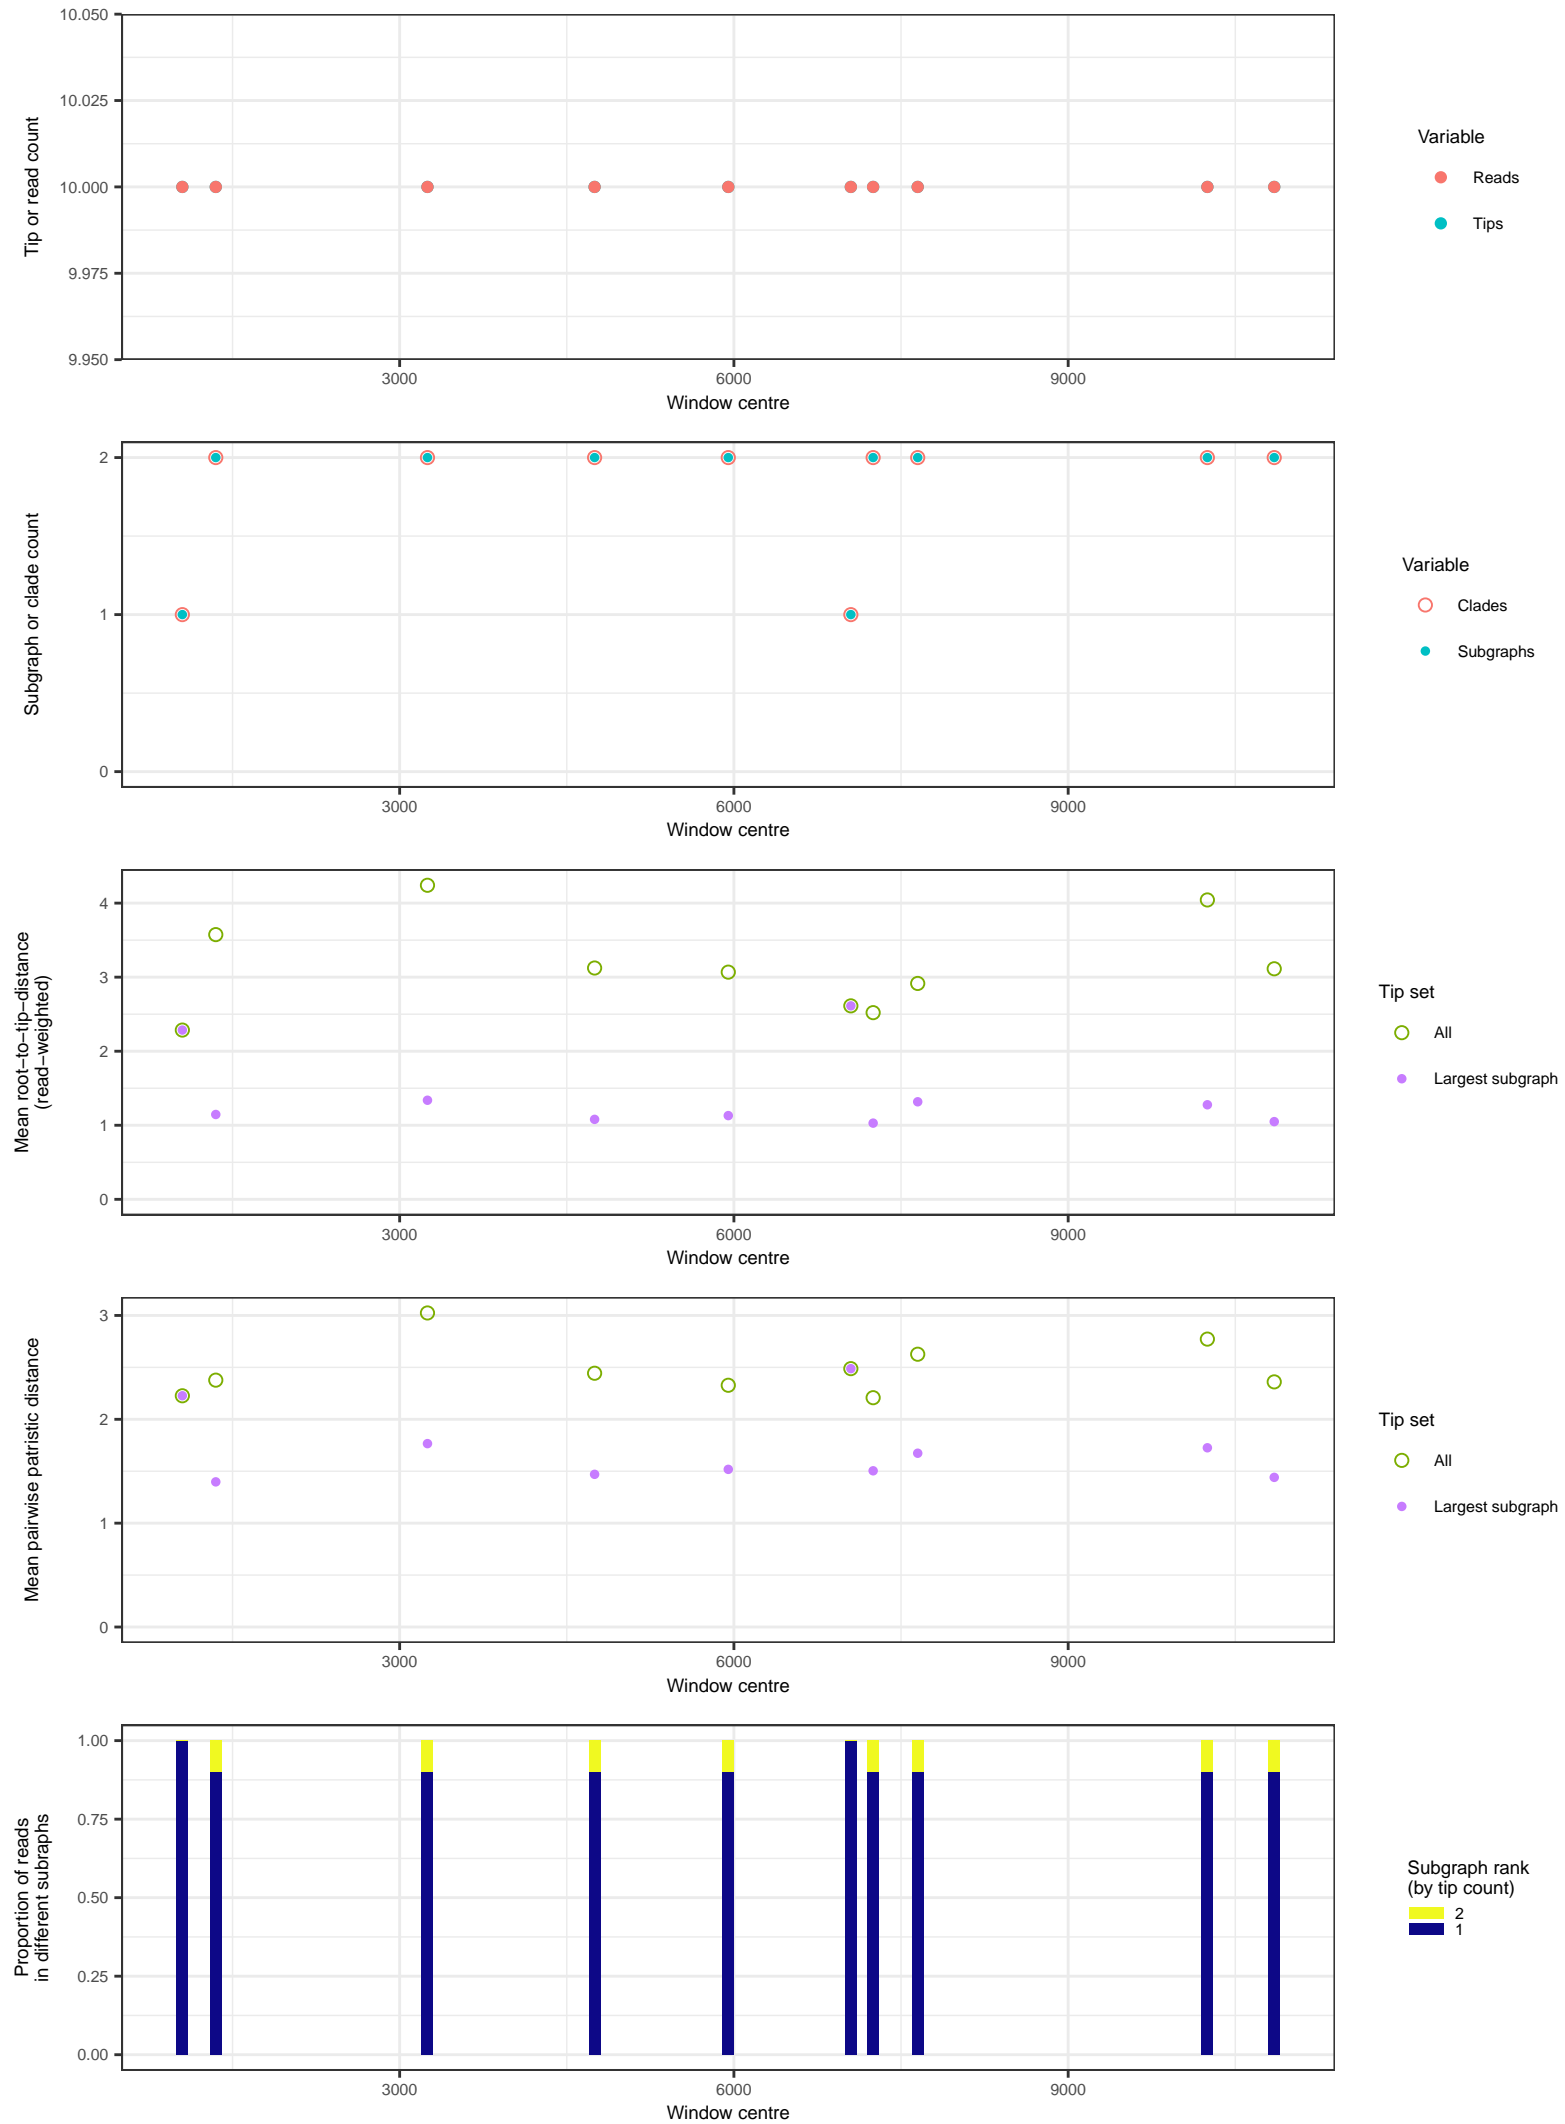 10.050
10.025
10.000
9.975
9.950
Tip or read count
3000 6000 9000
Window centre
Variable
Reads
Tips
2
1
0
Subgraph or clade count
3000 6000 9000
Window centre
Variable
Clades
Subgraphs
4
3
2
1
0
Mean root−to−tip−distance
(read−weighted)
3000 6000 9000
Window centre
Tip set
All
Largest subgraph
3
2
1
0
Mean pairwise patristic distance
3000 6000 9000
Window centre
Tip set
All
Largest subgraph
1.00
0.75
0.50
0.25
0.00
Proportion of reads
in different subraphs
3000 6000 9000
Window centre
Subgraph rank
(by tip count)
2
1